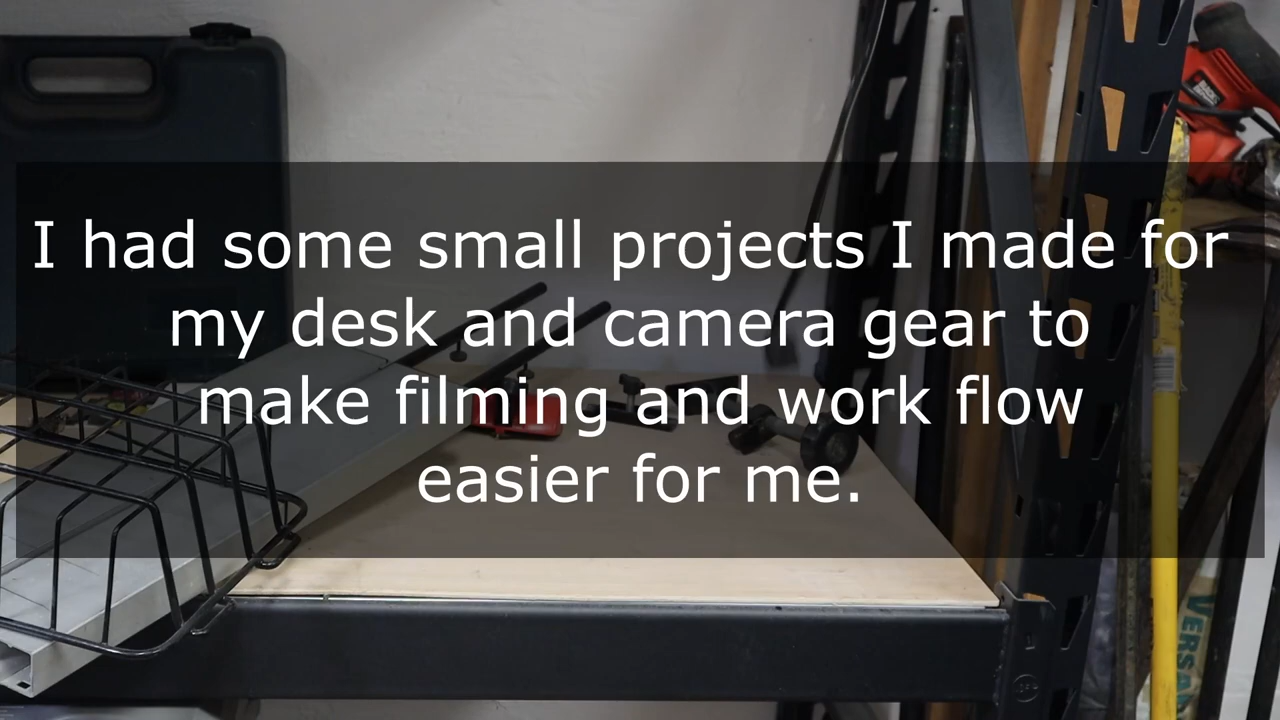 I had some small projects I made for
my desk and camera gear to
make filming and work flow
easier for me.